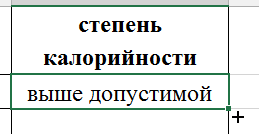 степень
калорийности
выше допустимой